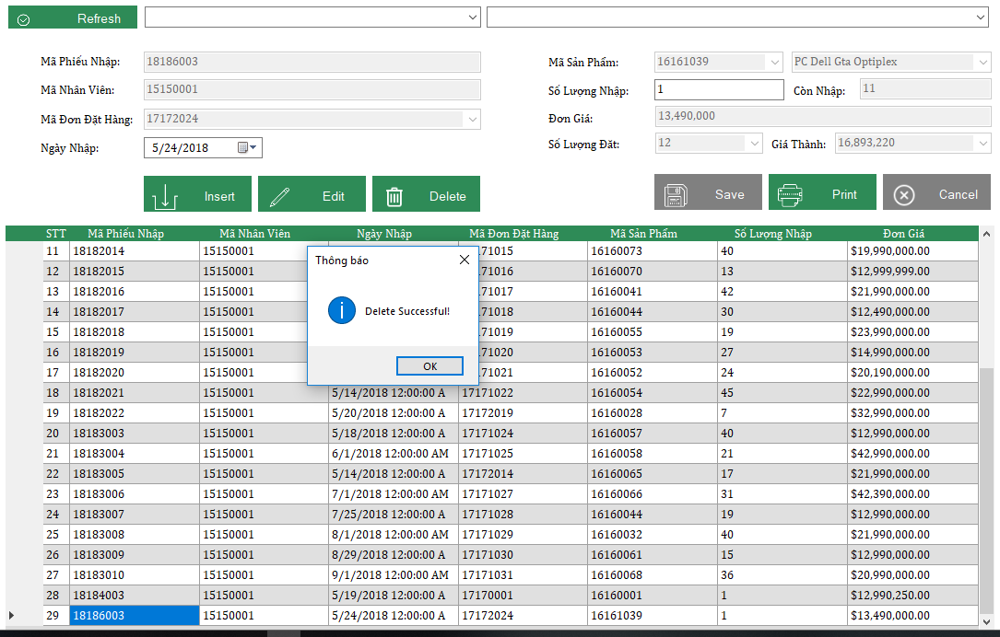 Refresh
Mã Phiếu Nhập: 18186003 Mã Sản Phẩm: 16161039 PC Dell Gta Optiplex
Mã Nhân Viên: 15150001 Số Lượng Nhập: 1 Còn Nhập: 11
Mã Đơn Đặt Hàng: 17172024 Đơn Giá: 13,490,000
Ngày Nhập: 5/24/2018 Số Lượng Đăt: 12 Giá Thành: 16,893,220
Insert Edit Delete Save Print Cancel
STT Mã Phiếu Nhập Mã Nhân Viên Ngày Nhập Mã Đơn Đặt Hàng Mã Sản Phẩm Số Lượng Nhập Đơn Giá
11 18182014 15150001 171015 16160073 40 $19,990,000.00
12 18182015 15150001 171016 16160070 13 $12,999,999.00
13 18182016 15150001 171017 16160041 42 $21,990,000.00
14 18182017 15150001 171018 16160044 30 $12,490,000.00
15 18182018 15150001 171019 16160055 19 $23,990,000.00
16 18182019 15150001 171020 16160053 27 $14,990,000.00
17 18182020 15150001 171021 16160052 24 $20,190,000.00
18 18182021 15150001 5/14/2018 12:00:00 A 17171022 16160054 45 $22,990,000.00
19 18182022 15150001 5/20/2018 12:00:00 A 17172019 16160028 7 $32,990,000.00
20 18183003 15150001 5/18/2018 12:00:00 A 17171024 16160057 40 $12,990,000.00
21 18183004 15150001 6/1/2018 12:00:00 AM 17171025 16160058 21 $42,990,000.00
22 18183005 15150001 5/14/2018 12:00:00 A 17172014 16160065 17 $21,990,000.00
23 18183006 15150001 7/1/2018 12:00:00 AM 17171027 16160066 31 $42,390,000.00
24 18183007 15150001 7/25/2018 12:00:00 A 17171028 16160044 19 $12,990,000.00
25 18183008 15150001 8/1/2018 12:00:00 AM 17171029 16160032 40 $21,990,000.00
26 18183009 15150001 8/29/2018 12:00:00 A 17171030 16160061 15 $12,990,000.00
27 18183010 15150001 9/1/2018 12:00:00 AM 17171031 16160068 36 $20,990,000.00
28 18184003 15150001 5/19/2018 12:00:00 A 17170001 16160001 1 $12,990,250.00
29 18186003 15150001 5/24/2018 12:00:00 A 17172024 16161039 1 $13,490,000.00
Thông báo
Delete Successful!
OK